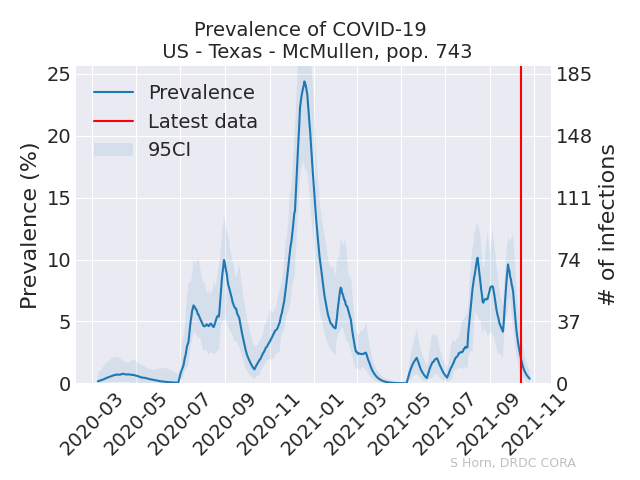 Prevalence of COVID-19
US - Texas - McMullen, pop. 743
Prevalence
Latest data
95CI
Prevalence (%)
25
20
15
10
5
0
185
148
111
74
37
0
# of infections
2020-03
2020-05
2020-07
2020-09
2020-11
2021-01
2021-03
2021-05
2021-07
2021-09
2021-11
S Horn, DRDC CORA